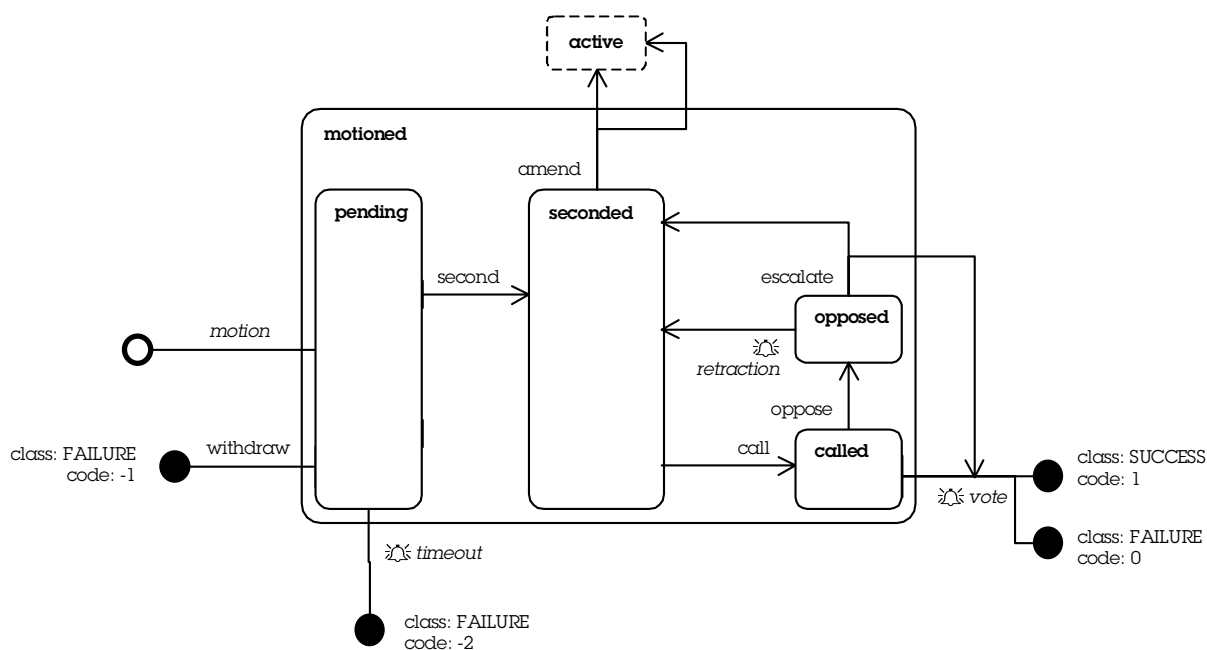 active
motioned
amend
pending
seconded
second
escalate
opposed
motion
retraction
oppose
withdraw
call
called
class: FAILURE
code: -1
class: SUCCESS
code: 1
vote
timeout
class: FAILURE
code: 0
class: FAILURE
code: -2